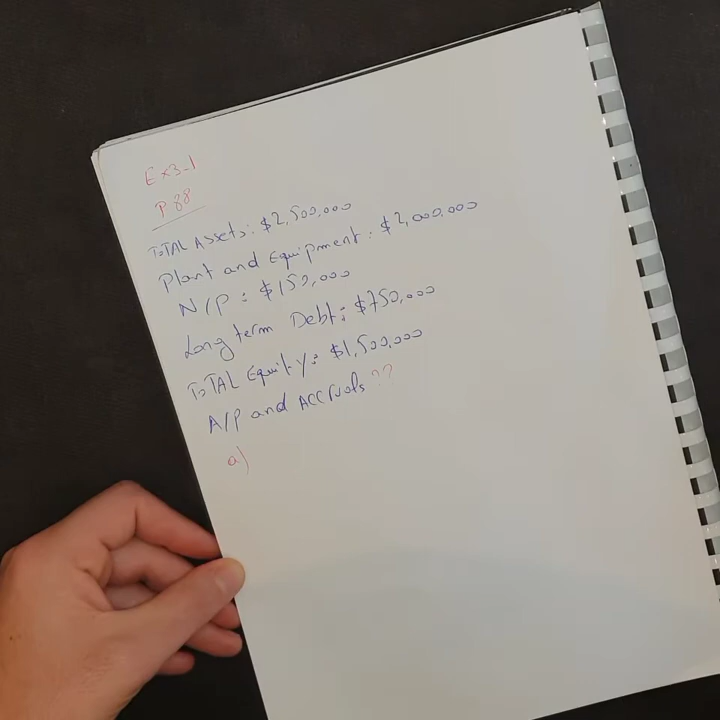 Ex3-1
P 88
TOTAL Assets: $2,500,000
Plant and Equipment: $2,000,000
N/P: $150,000
Long term Debt: $750,000
TOTAL Equity: $1,500,000
A/P and Accruals ??
a)